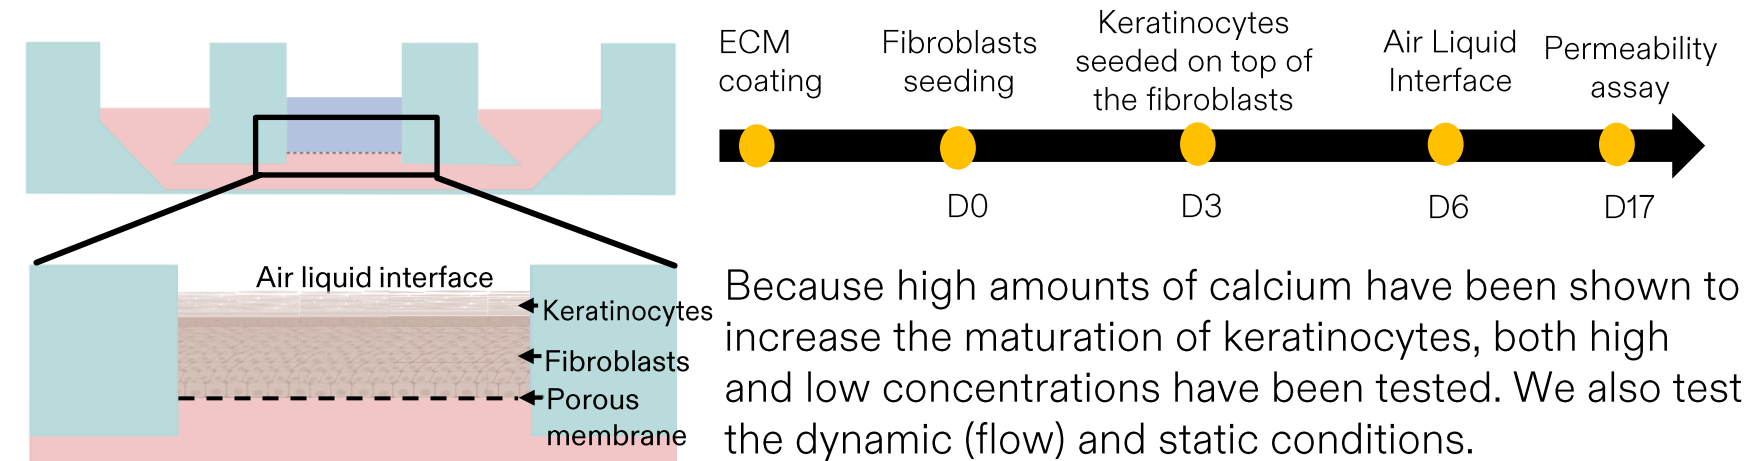 Air liquid interface
Keratinocytes
Fibroblasts
Porous
membrane
ECM
coating
Fibroblasts
seeding
Keratinocytes
seeded on top of
the fibroblasts
Air Liquid
Interface
Permeability
assay
D0
D3
D6
D17
Because high amounts of calcium have been shown to
increase the maturation of keratinocytes, both high
and low concentrations have been tested. We also test
the dynamic (flow) and static conditions.